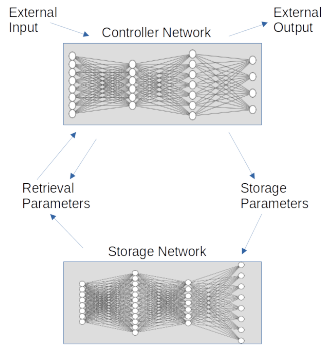 External
Input
Controller Network
External
Output
Retrieval
Parameters
Storage
Parameters
Storage Network